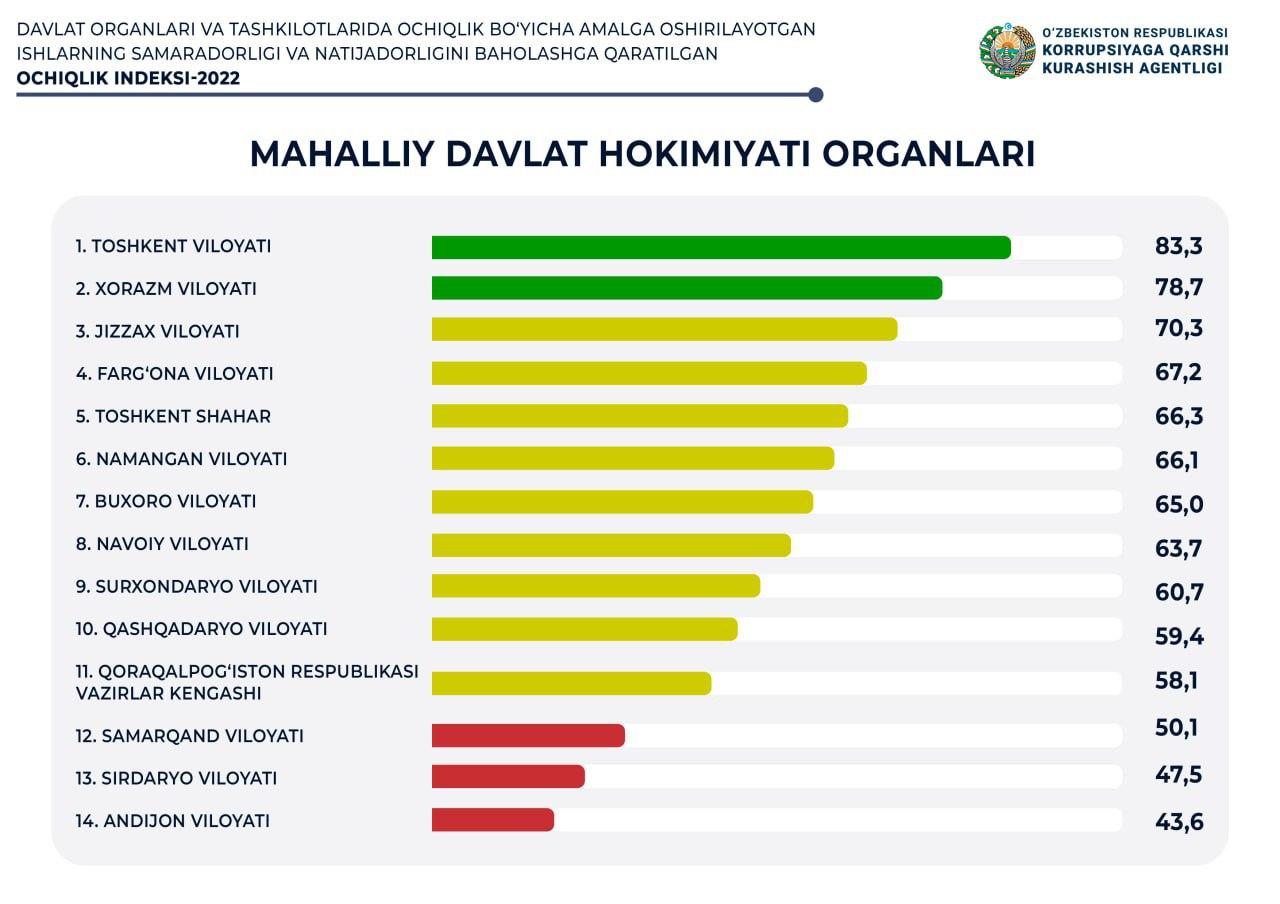 DAVLAT ORGANLARI VA TASHKILOTLARIDA OCHIQLIK BO‘YICHA AMALGA OSHIRILAYOTGAN
ISHLARNING SAMARADORLIGI VA NATIJADORLIGINI BAHOLASHGA QARATILGAN
OCHIQLIK INDEKSI-2022
O‘ZBEKISTON RESPUBLIKASI
KORRUPSIYAGA QARSHI
KURASHISH AGENTLIGI
MAHALLIY DAVLAT HOKIMIYATI ORGANLARI
1. TOSHKENT VILOYATI 83,3
2. XORAZM VILOYATI 78,7
3. JIZZAX VILOYATI 70,3
4. FARG‘ONA VILOYATI 67,2
5. TOSHKENT SHAHAR 66,3
6. NAMANGAN VILOYATI 66,1
7. BUXORO VILOYATI 65,0
8. NAVOIY VILOYATI 63,7
9. SURXONDARYO VILOYATI 60,7
10. QASHQADARYO VILOYATI 59,4
11. QORAQALPOG‘ISTON RESPUBLIKASI
VAZIRLAR KENGASHI 58,1
12. SAMARQAND VILOYATI 50,1
13. SIRDARYO VILOYATI 47,5
14. ANDIJON VILOYATI 43,6